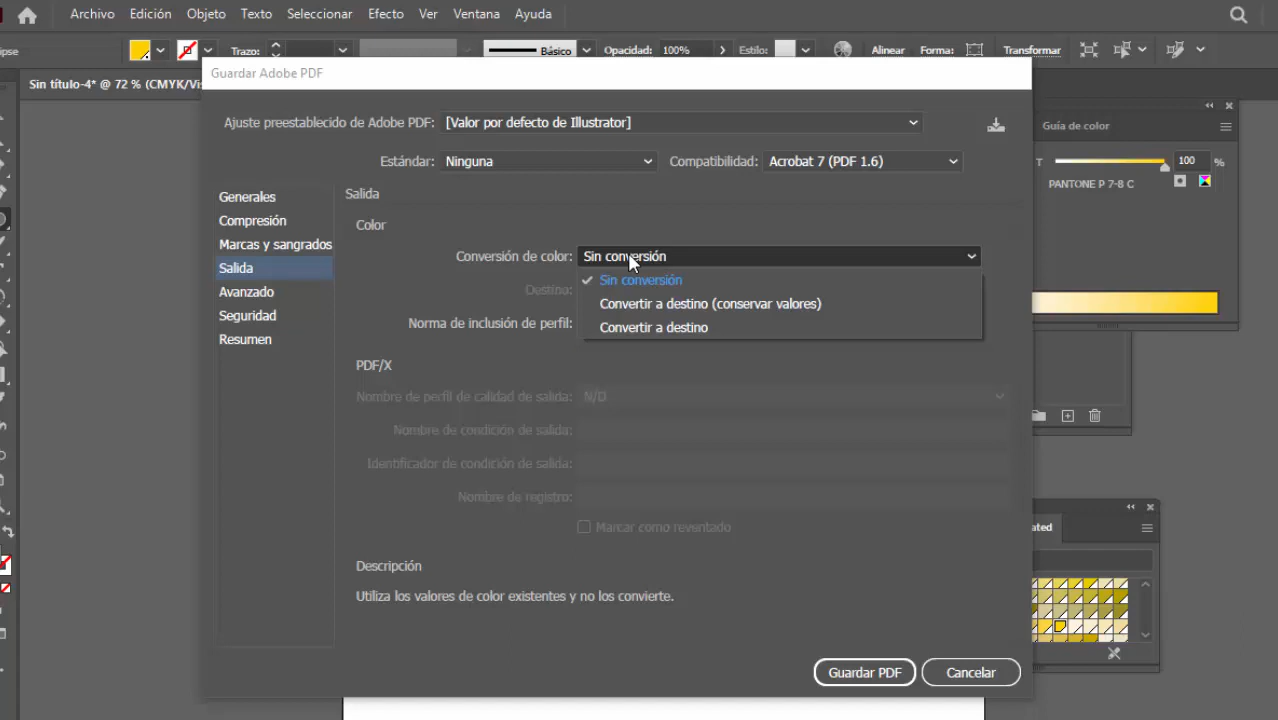 Archivo Edición Objeto Texto Seleccionar Efecto Ver Ventana Ayuda
Trazo: Básico Opacidad: 100% Estilo: Alinear Forma: Transformar
Sin título-4* @ 72 % (CMYK/Vis
Guardar Adobe PDF
Ajuste preestablecido de Adobe PDF: [Valor por defecto de Illustrator]
Estándar: Ninguna Compatibilidad: Acrobat 7 (PDF 1.6)
Generales
Compresión
Marcas y sangrados
Salida
Avanzado
Seguridad
Resumen
Salida
Color
Conversión de color: Sin conversión
Sin conversión
Convertir a destino (conservar valores)
Convertir a destino
Destino:
Norma de inclusión de perfil:
PDF/X
Nombre de perfil de calidad de salida: N/D
Nombre de condición de salida:
Identificador de condición de salida:
Nombre de registro:
Marcar como reventado
Descripción
Utiliza los valores de color existentes y no los convierte.
Guardar PDF Cancelar
Guía de color
T 100 %
PANTONE P 7-8 C